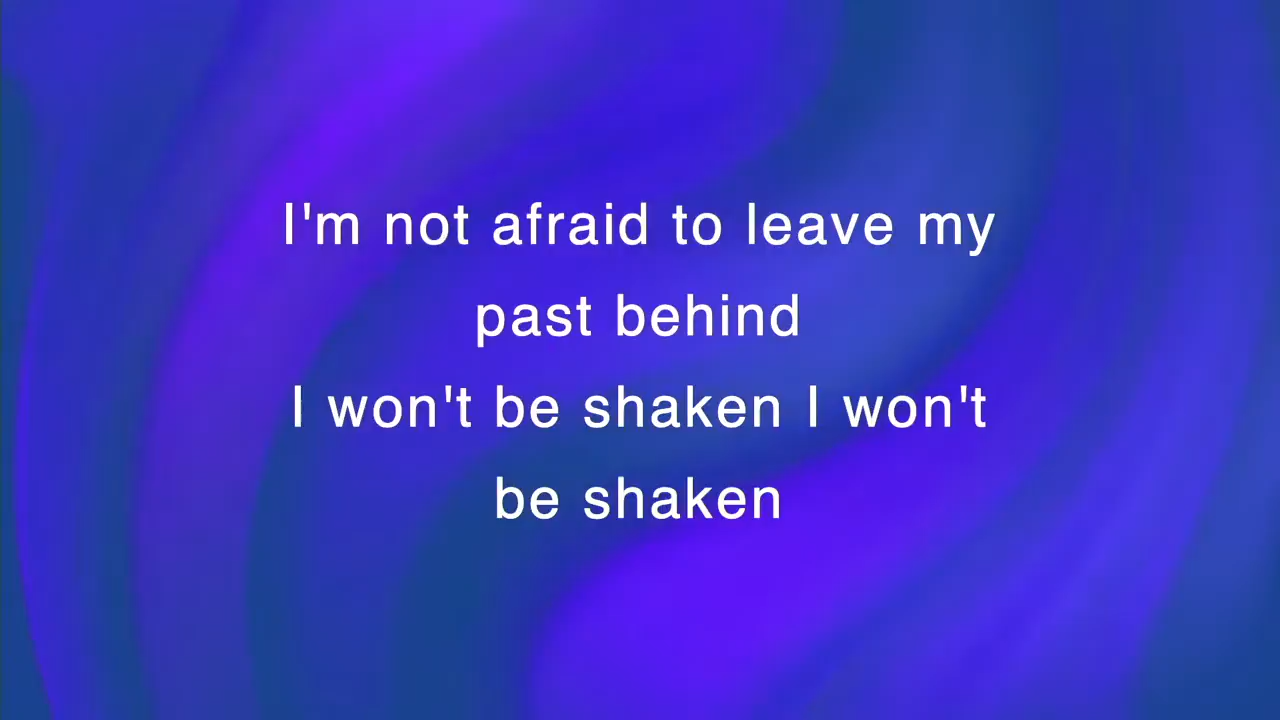 I'm not afraid to leave my
past behind
I won't be shaken I won't
be shaken